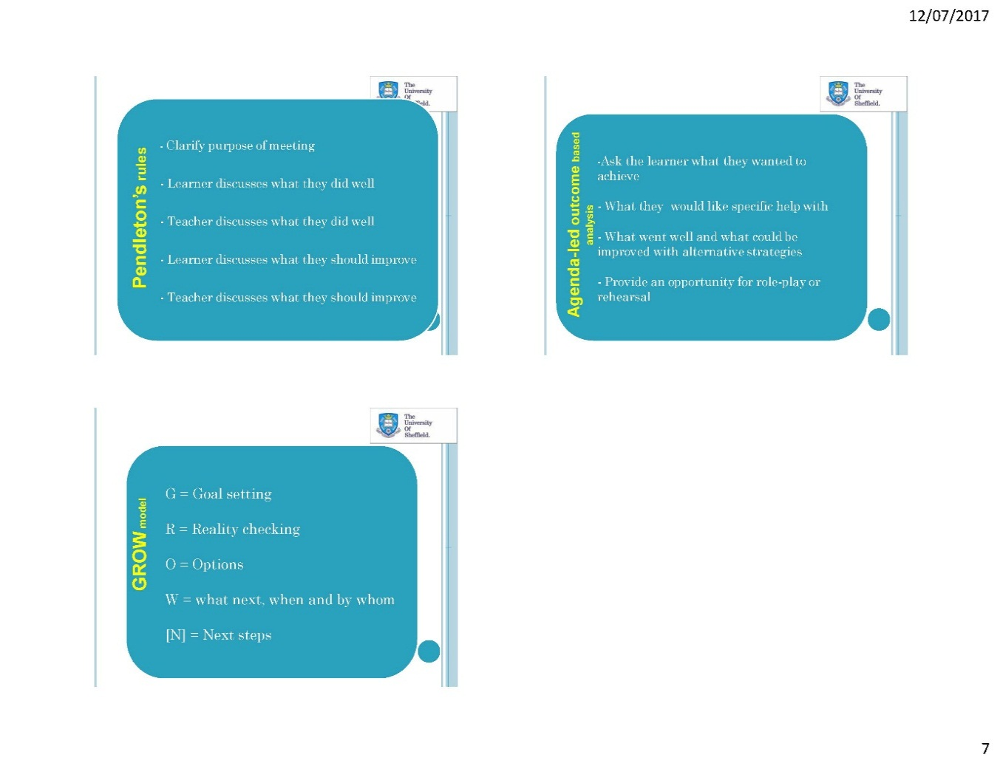 12/07/2017
The
University
Of
Pendleton's rules
- Clarify purpose of meeting
- Learner discusses what they did well
- Teacher discusses what they did well
- Learner discusses what they should improve
- Teacher discusses what they should improve
The
University
Of
Sheffield.
Agenda-led outcome based
analysis
-Ask the learner what they wanted to
achieve
- What they would like specific help with
- What went well and what could be
improved with alternative strategies
- Provide an opportunity for role-play or
rehearsal
The
University
Of
Sheffield.
GROW model
G = Goal setting
R = Reality checking
O = Options
W = what next, when and by whom
[N] = Next steps
7